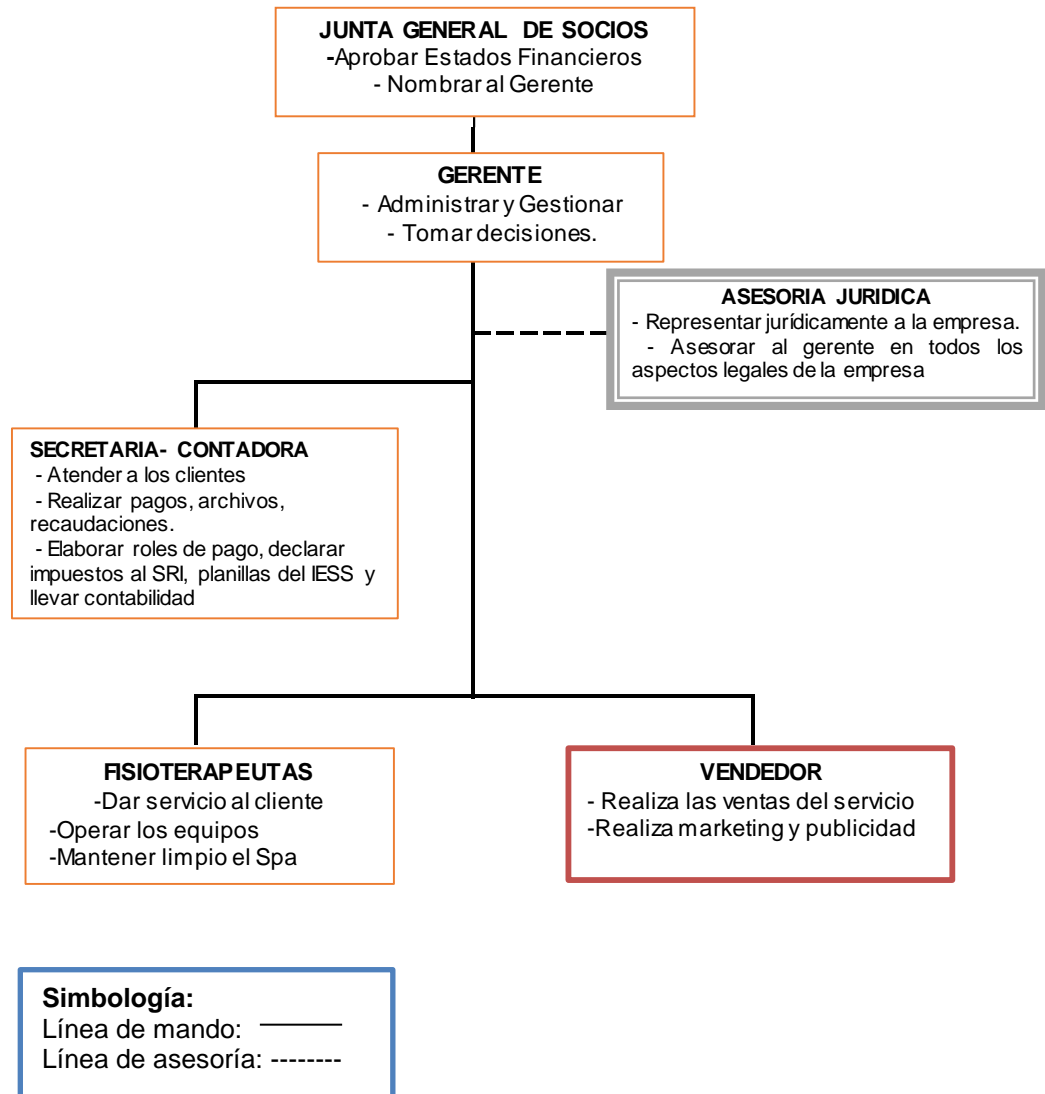 JUNTA GENERAL DE SOCIOS
-Aprobar Estados Financieros
- Nombrar al Gerente
GERENTE
- Administrar y Gestionar
- Tomar decisiones.
ASESORIA JURIDICA
- Representar jurídicamente a la empresa.
- Asesorar al gerente en todos los
aspectos legales de la empresa
SECRETARIA- CONTADORA
- Atender a los clientes
- Realizar pagos, archivos,
recaudaciones.
- Elaborar roles de pago, declarar
impuestos al SRI, planillas del IESS y
llevar contabilidad
FISIOTERAPEUTAS
-Dar servicio al cliente
-Operar los equipos
-Mantener limpio el Spa
VENDEDOR
- Realiza las ventas del servicio
-Realiza marketing y publicidad
Simbología:
Línea de mando:
Línea de asesoría: --------